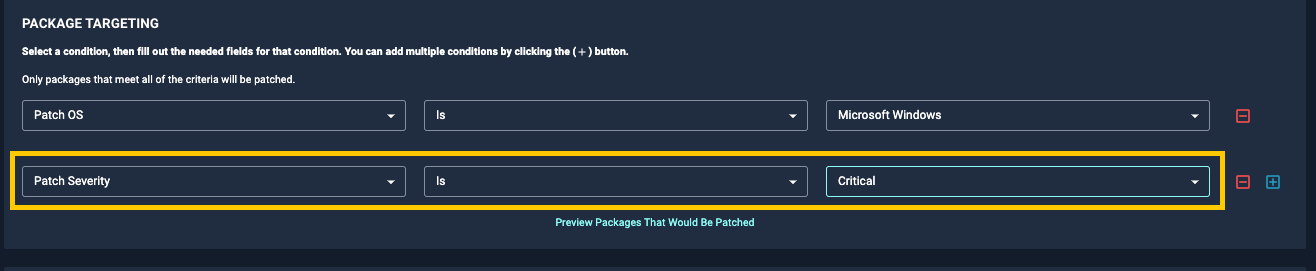 PACKAGE TARGETING
Select a condition, then fill out the needed fields for that condition. You can add multiple conditions by clicking the (+) button.
Only packages that meet all of the criteria will be patched.
Patch OS Is Microsoft Windows
Patch Severity Is Critical
Preview Packages That Would Be Patched